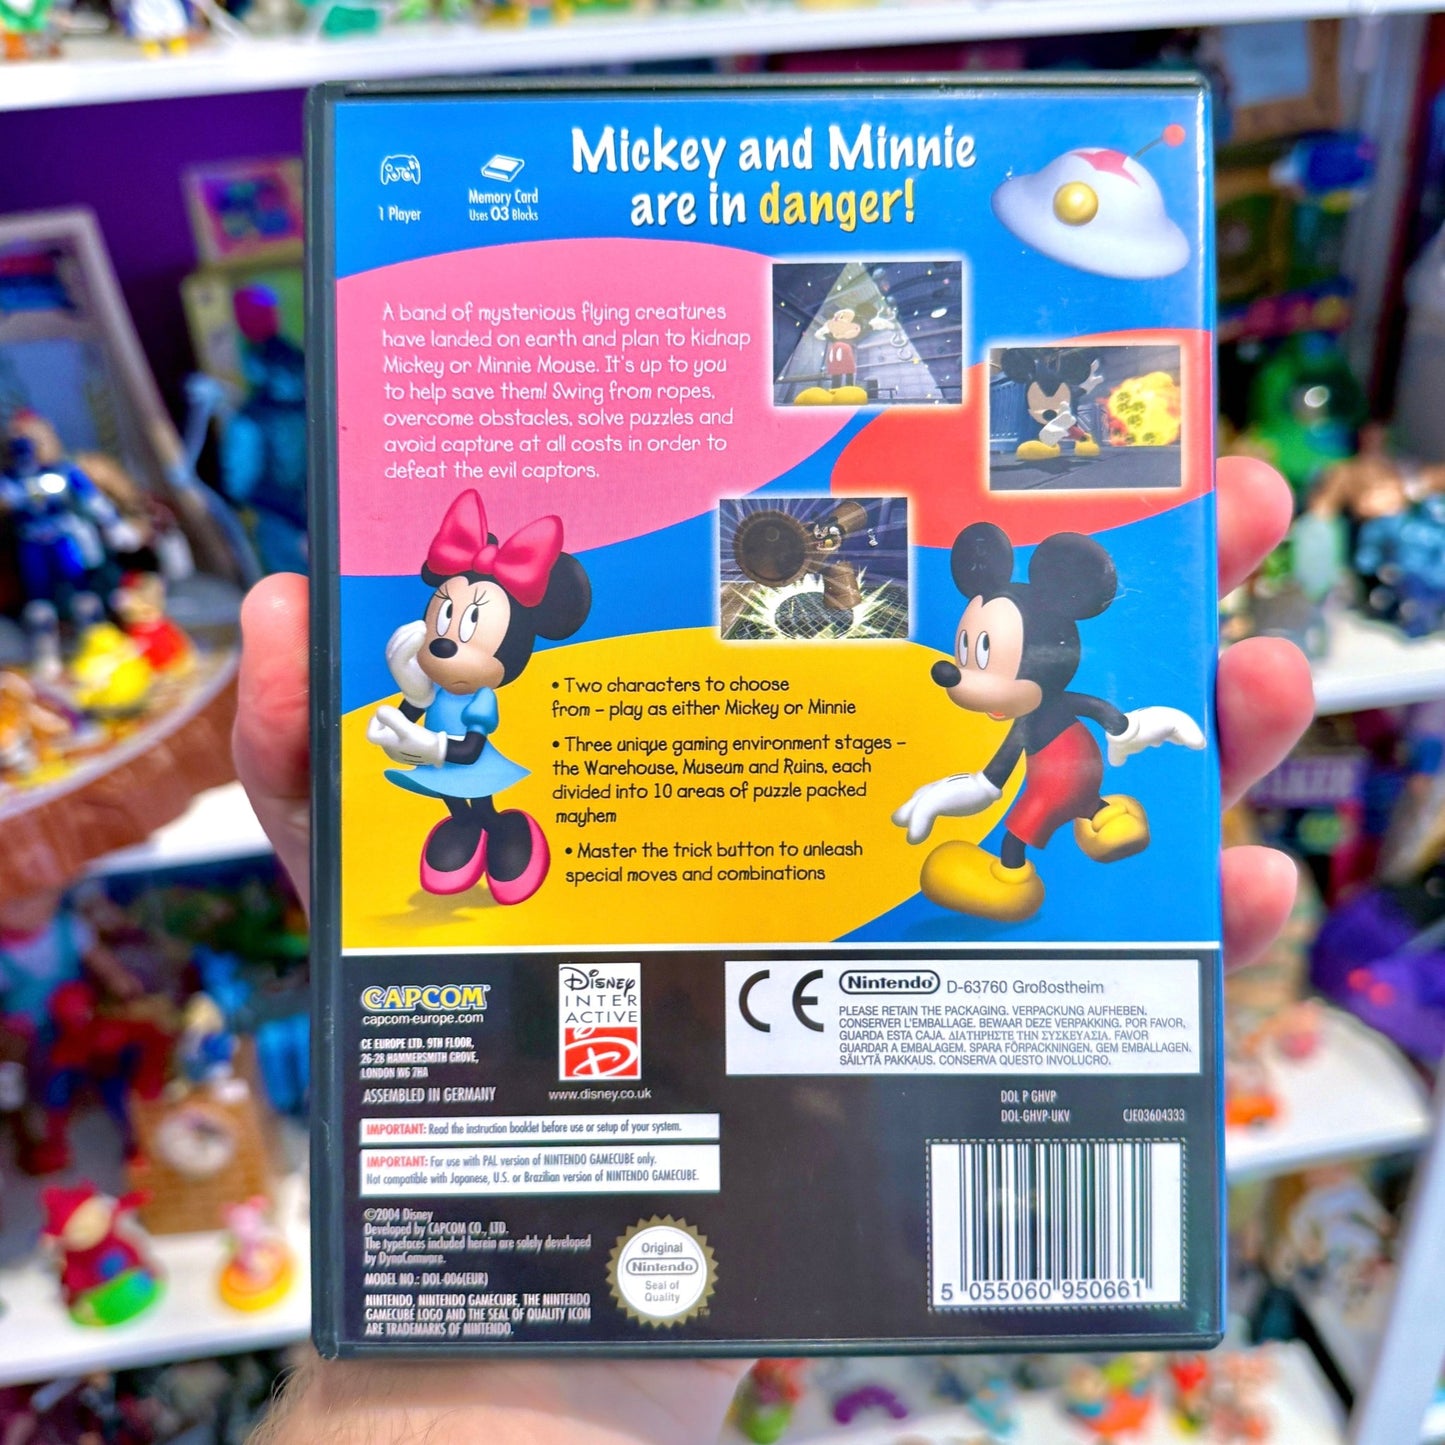 1 Player
Memory Card
Uses 03 Blocks
Mickey and Minnie
are in danger!
A band of mysterious flying creatures
have landed on earth and plan to kidnap
Mickey or Minnie Mouse. It's up to you
to help save them! Swing from ropes,
overcome obstacles, solve puzzles and
avoid capture at all costs in order to
defeat the evil captors.
• Two characters to choose
from – play as either Mickey or Minnie
• Three unique gaming environment stages –
the Warehouse, Museum and Ruins, each
divided into 10 areas of puzzle packed
mayhem
• Master the trick button to unleash
special moves and combinations
CAPCOM
capcom-europe.com
CE EUROPE LTD. 9TH FLOOR,
26-28 HAMMERSMITH GROVE,
LONDON W6 7HA
ASSEMBLED IN GERMANY
Disney
INTER
ACTIVE
D
www.disney.co.uk
CE
Nintendo D-63760 Großostheim
PLEASE RETAIN THE PACKAGING. VERPACKUNG AUFHEBEN.
CONSERVER L'EMBALLAGE. BEWAAR DEZE VERPAKKING. POR FAVOR,
GUARDA ESTA CAJA. ΔΙΑΤΗΡΗΣΤΕ ΤΗΝ ΣΥΣΚΕΥΑΣΙΑ. FAVOR
GUARDAR A EMBALAGEM. SPARA FÖRPACKNINGEN. GEM EMBALLAGEN.
SÄILYTÄ PAKKAUS. CONSERVA QUESTO INVOLUCRO.
DOL P GHVP
DOL-GHVP-UKV CJE03604333
IMPORTANT: Read the instruction booklet before use or setup of your system.
IMPORTANT: For use with PAL version of NINTENDO GAMECUBE only.
Not compatible with Japanese, U.S. or Brazilian version of NINTENDO GAMECUBE.
©2004 Disney
Developed by CAPCOM CO., LTD.
The typefaces included herein are solely developed
by DynaComware.
MODEL NO.: DOL-006(EUR)
NINTENDO, NINTENDO GAMECUBE, THE NINTENDO
GAMECUBE LOGO AND THE SEAL OF QUALITY ICON
ARE TRADEMARKS OF NINTENDO.
Original
Nintendo
Seal of
Quality
TM
5 055060 950661